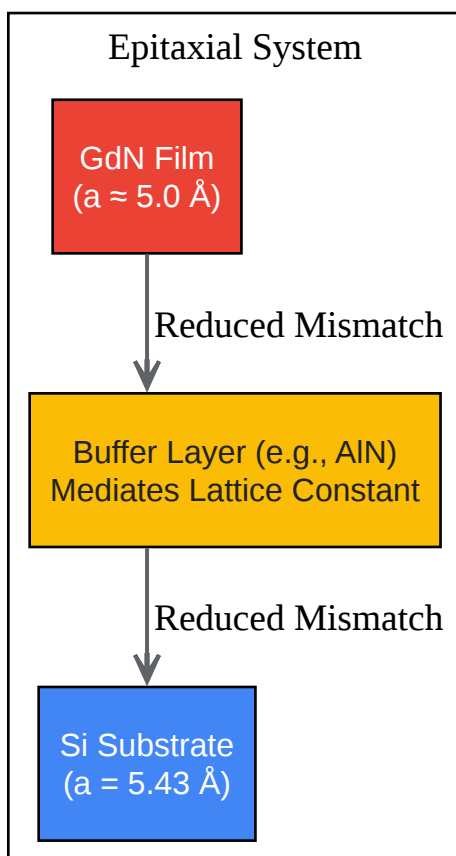 Epitaxial System
GdN Film
(a ≈ 5.0 Å)
Reduced Mismatch
Buffer Layer (e.g., AlN)
Mediates Lattice Constant
Reduced Mismatch
Si Substrate
(a = 5.43 Å)